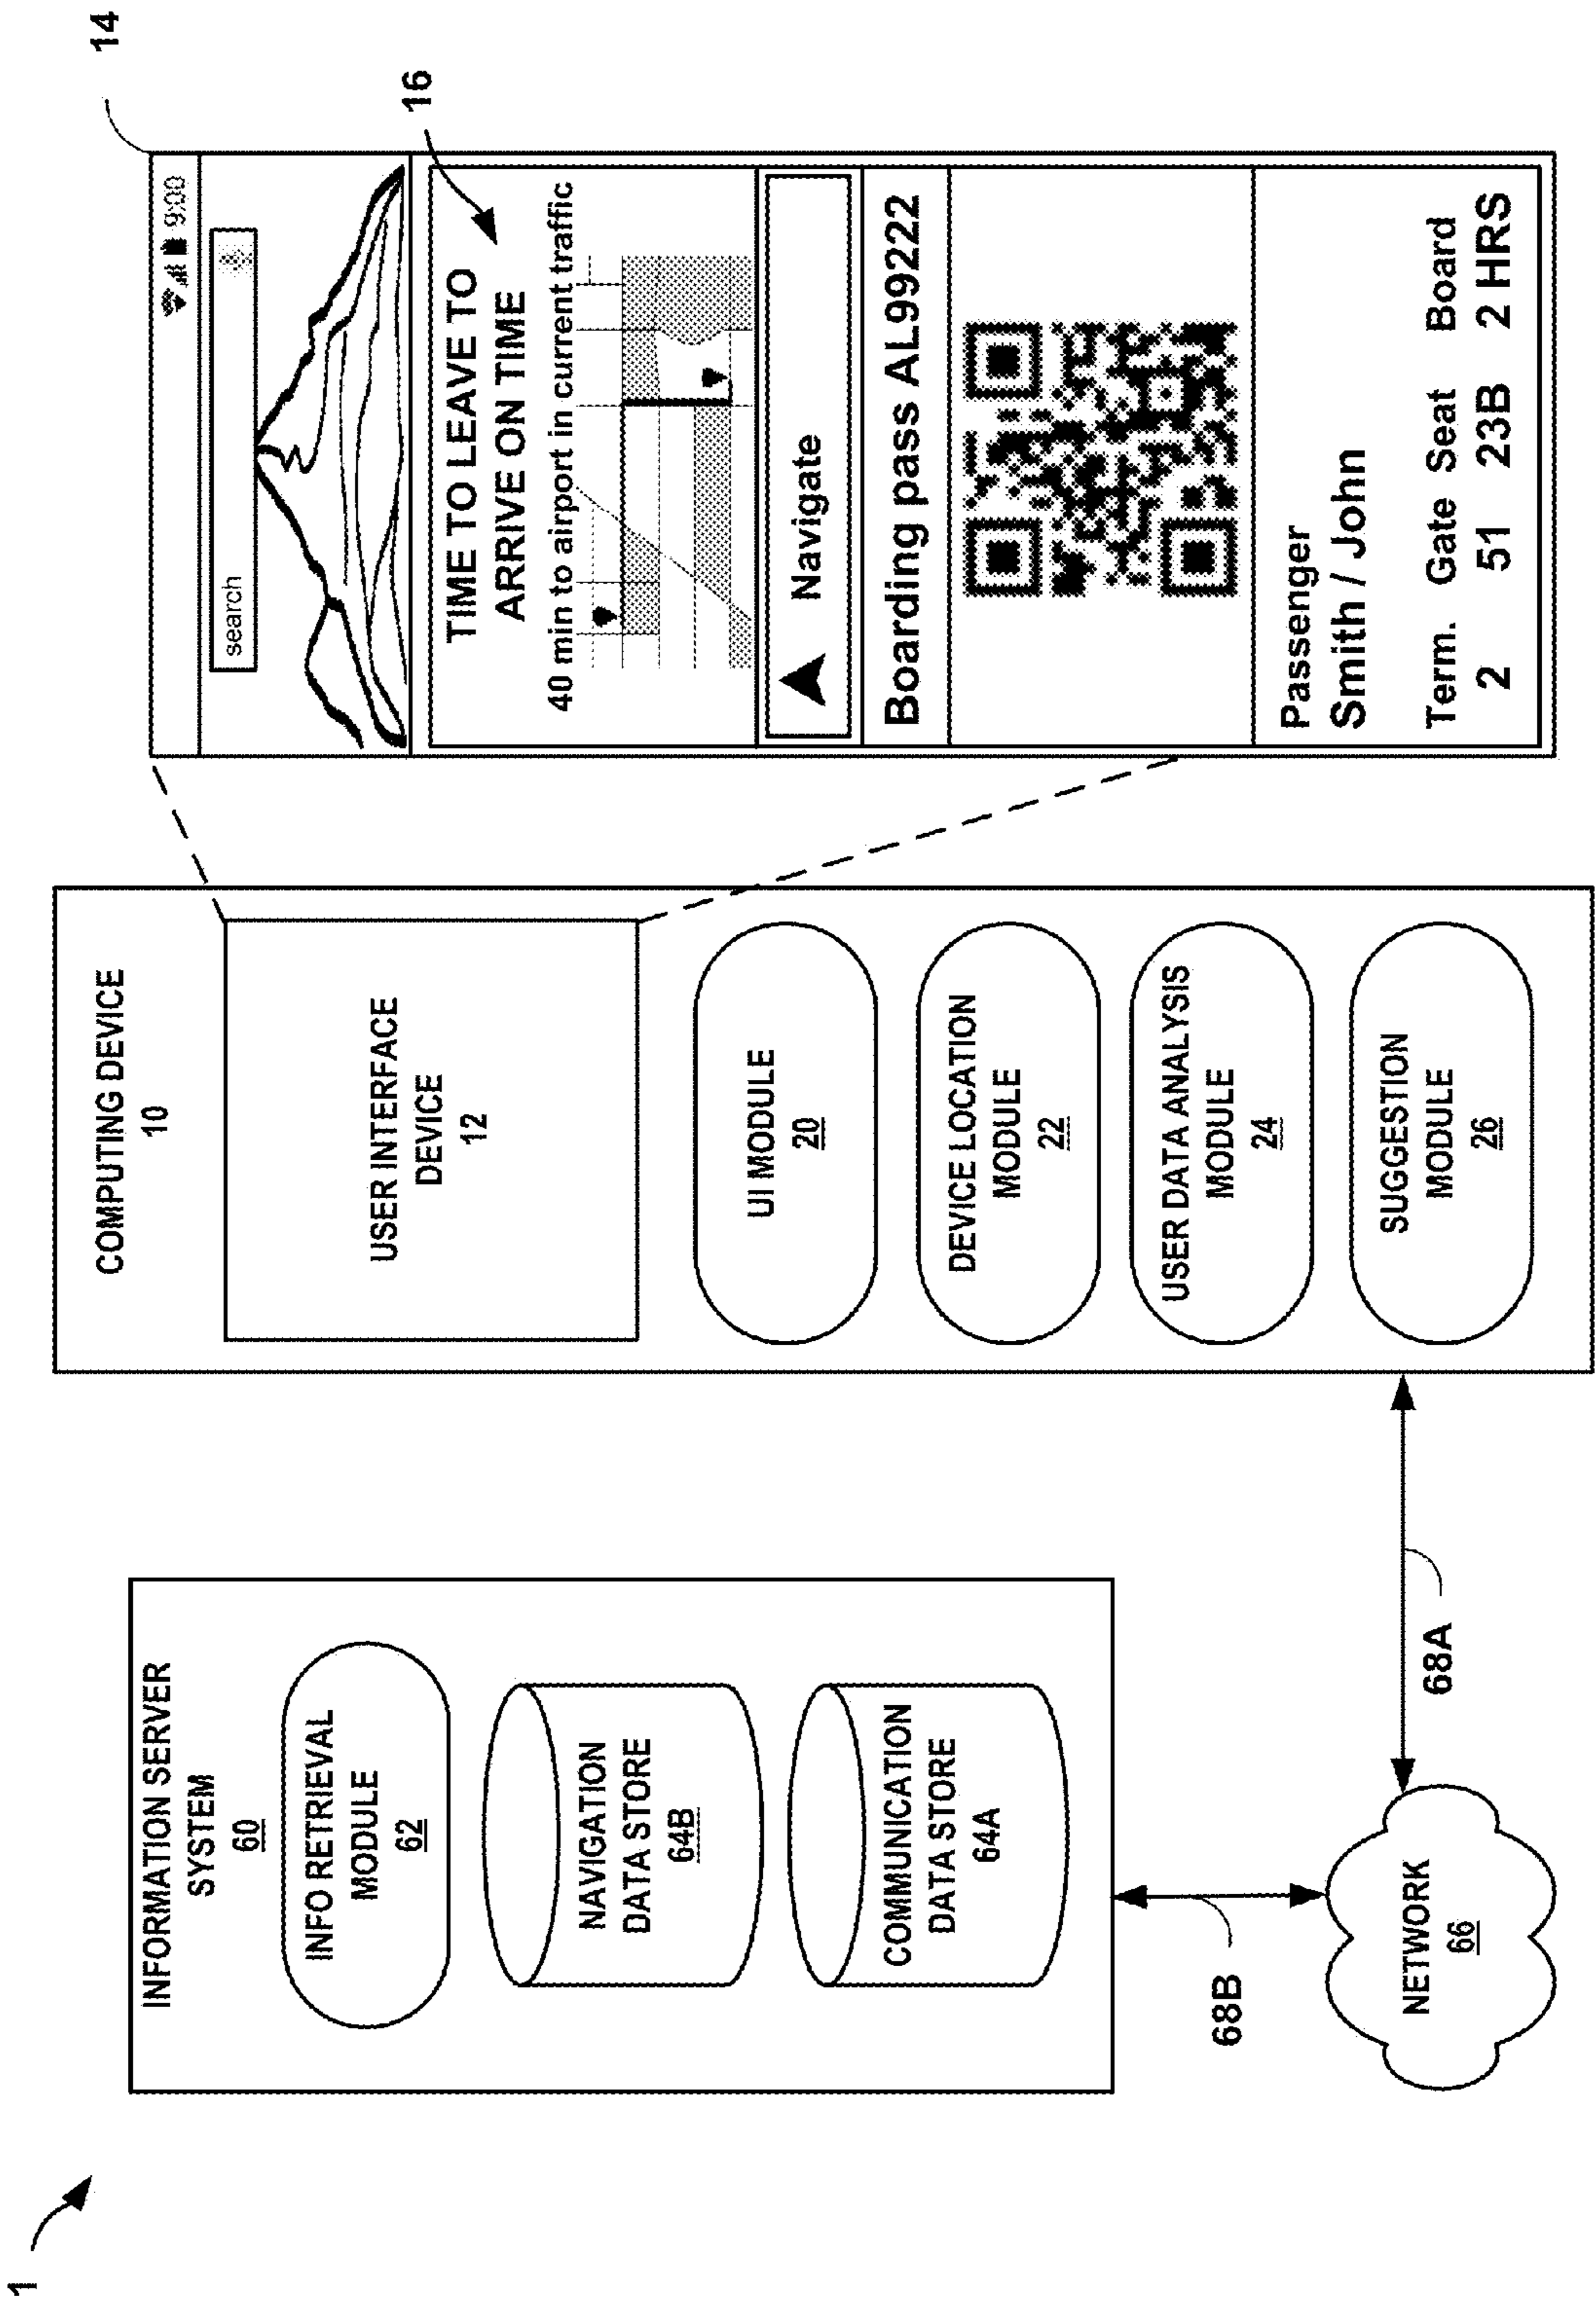 1
INFORMATION SERVER
SYSTEM
60
INFO RETRIEVAL
MODULE
62
NAVIGATION
DATA STORE
64B
COMMUNICATION
DATA STORE
64A
68B
NETWORK
66
68A
COMPUTING DEVICE
10
USER INTERFACE
DEVICE
12
UI MODULE
20
DEVICE LOCATION
MODULE
22
USER DATA ANALYSIS
MODULE
24
SUGGESTION
MODULE
26
14
9:00
search
16
TIME TO LEAVE TO
ARRIVE ON TIME
40 min to airport in current traffic
Navigate
Boarding pass AL99222
Passenger
Smith / John
Term. Gate Seat Board
2 51 23B 2 HRS